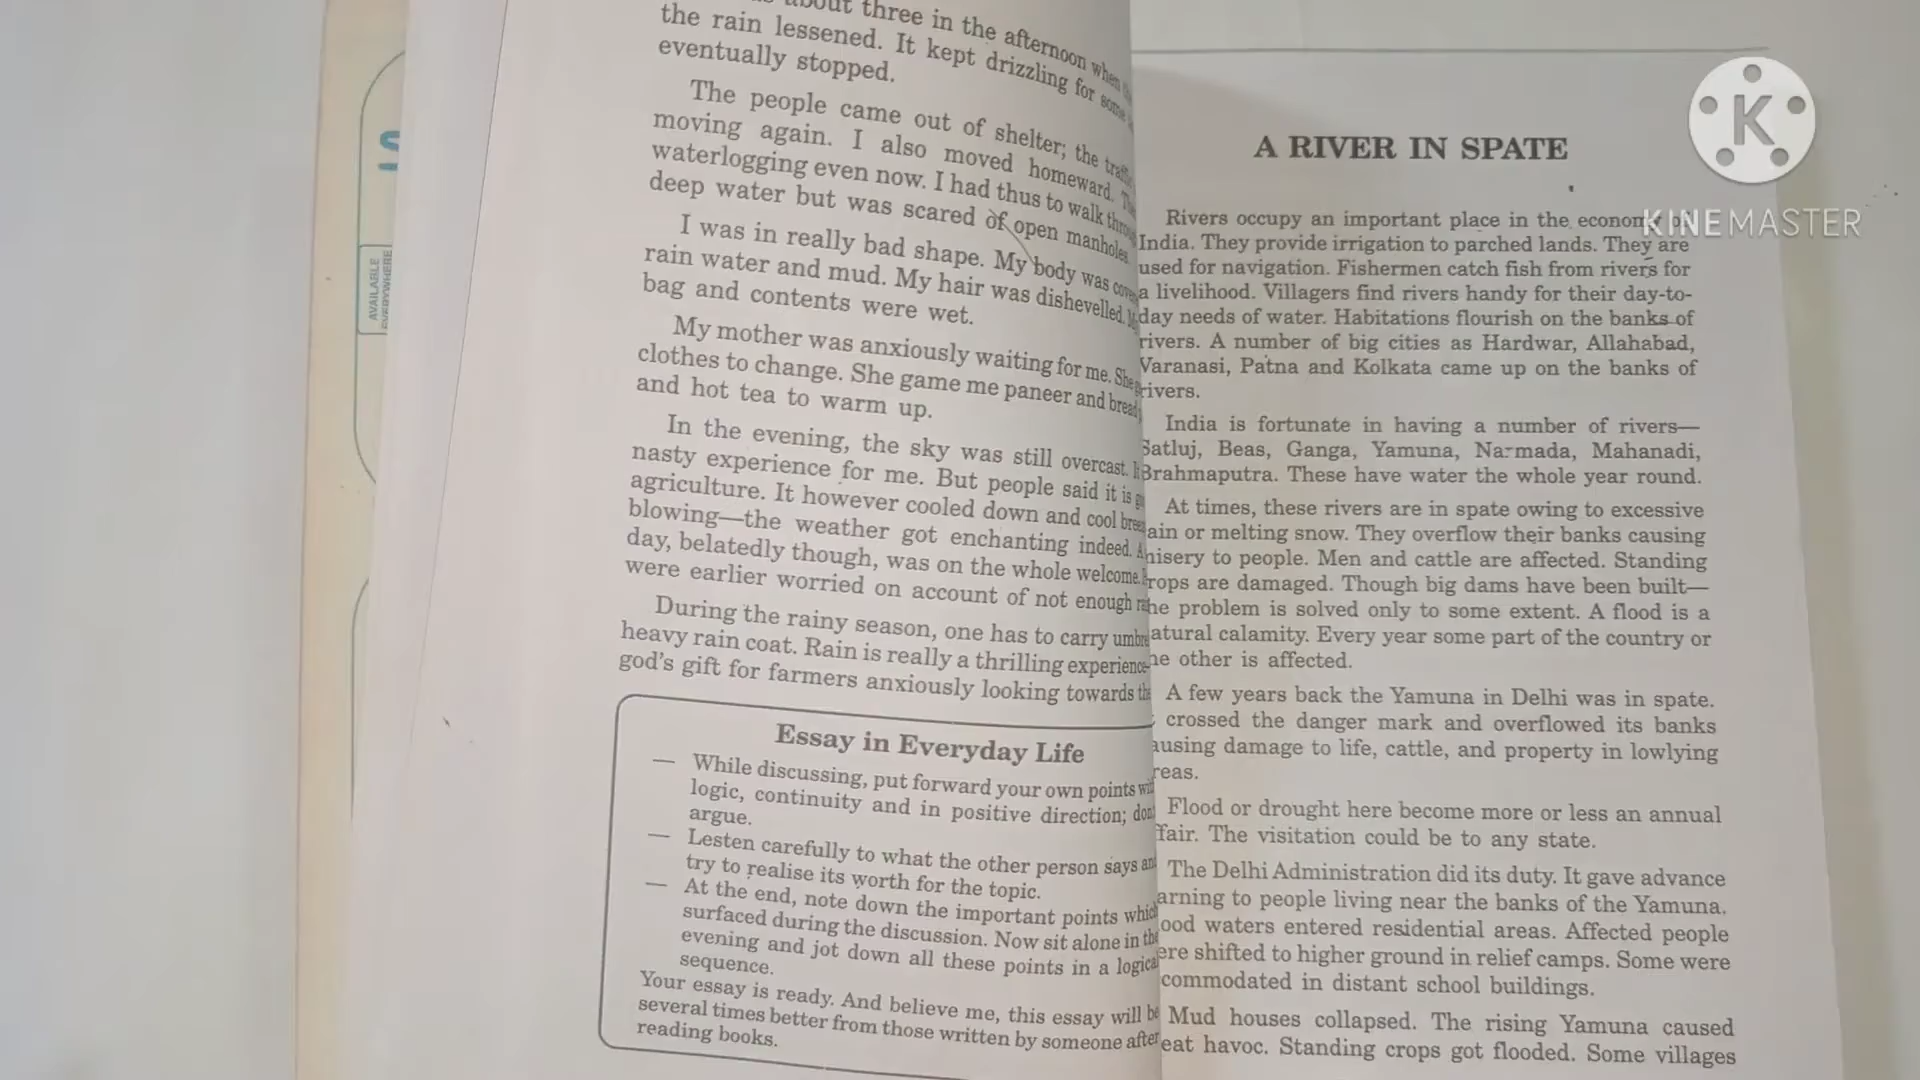 about three in the afternoon when
the rain lessened. It kept drizzling for some
eventually stopped.
The people came out of shelter; the traffic
moving again. I also moved homeward.
waterlogging even now. I had thus to walk
deep water but was scared of open manholes.
I was in really bad shape. My body was
rain water and mud. My hair was dishevelled.
bag and contents were wet.
My mother was anxiously waiting for me. She
clothes to change. She game me paneer and bread
and hot tea to warm up.
In the evening, the sky was still overcast.
nasty experience for me. But people said it is
agriculture. It however cooled down and cool
blowing—the weather got enchanting indeed.
day, belatedly though, was on the whole welcome.
were earlier worried on account of not enough
During the rainy season, one has to carry
heavy rain coat. Rain is really a thrilling experience
god's gift for farmers anxiously looking towards
Essay in Everyday Life
— While discussing, put forward your own points
logic, continuity and in positive direction;
argue.
— Lesten carefully to what the other person says
try to realise its worth for the topic.
— At the end, note down the important points which
surfaced during the discussion. Now sit alone in the
evening and jot down all these points in a logical
sequence.
Your essay is ready. And believe me, this essay will be
several times better from those written by someone after
reading books.
A RIVER IN SPATE
Rivers occupy an important place in the economy
India. They provide irrigation to parched lands. They are
used for navigation. Fishermen catch fish from rivers for
a livelihood. Villagers find rivers handy for their day-to-
day needs of water. Habitations flourish on the banks of
rivers. A number of big cities as Hardwar, Allahabad,
Varanasi, Patna and Kolkata came up on the banks of
rivers.
India is fortunate in having a number of rivers—
Satluj, Beas, Ganga, Yamuna, Narmada, Mahanadi,
Brahmaputra. These have water the whole year round.
At times, these rivers are in spate owing to excessive
or melting snow. They overflow their banks causing
to people. Men and cattle are affected. Standing
are damaged. Though big dams have been built—
problem is solved only to some extent. A flood is a
calamity. Every year some part of the country or
other is affected.
A few years back the Yamuna in Delhi was in spate.
crossed the danger mark and overflowed its banks
damage to life, cattle, and property in lowlying
Flood or drought here become more or less an annual
The visitation could be to any state.
The Delhi Administration did its duty. It gave advance
to people living near the banks of the Yamuna.
waters entered residential areas. Affected people
shifted to higher ground in relief camps. Some were
in distant school buildings.
Mud houses collapsed. The rising Yamuna caused
havoc. Standing crops got flooded. Some villages
AVAILABLE
EVERYWHERE
K
KINEMASTER